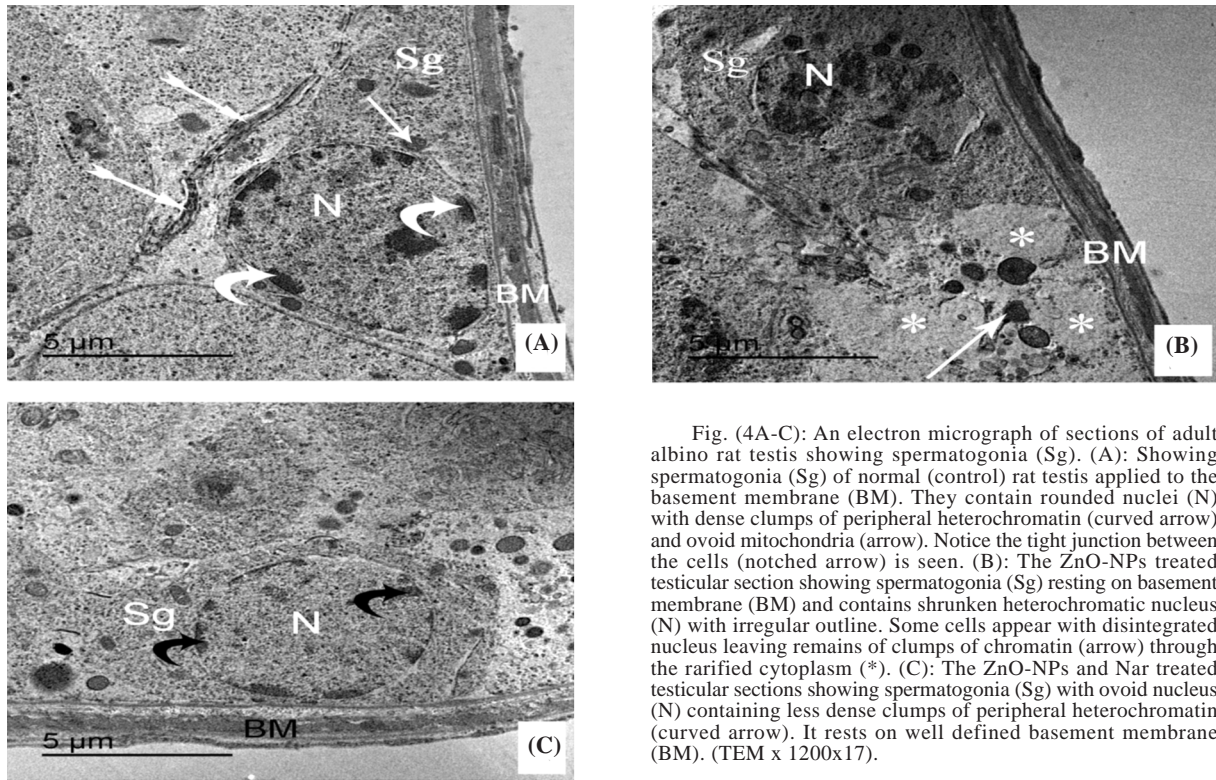 Sg
N
BM
5 µm
(A)
Sg
N
*
BM
*
*
5 µm
(B)
Sg
N
BM
5 µm
(C)
Fig. (4A-C): An electron micrograph of sections of adult
albino rat testis showing spermatogonia (Sg). (A): Showing
spermatogonia (Sg) of normal (control) rat testis applied to the
basement membrane (BM). They contain rounded nuclei (N)
with dense clumps of peripheral heterochromatin (curved arrow)
and ovoid mitochondria (arrow). Notice the tight junction between
the cells (notched arrow) is seen. (B): The ZnO-NPs treated
testicular section showing spermatogonia (Sg) resting on basement
membrane (BM) and contains shrunken heterochromatic nucleus
(N) with irregular outline. Some cells appear with disintegrated
nucleus leaving remains of clumps of chromatin (arrow) through
the rarified cytoplasm (*). (C): The ZnO-NPs and Nar treated
testicular sections showing spermatogonia (Sg) with ovoid nucleus
(N) containing less dense clumps of peripheral heterochromatin
(curved arrow). It rests on well defined basement membrane
(BM). (TEM x 1200x17).